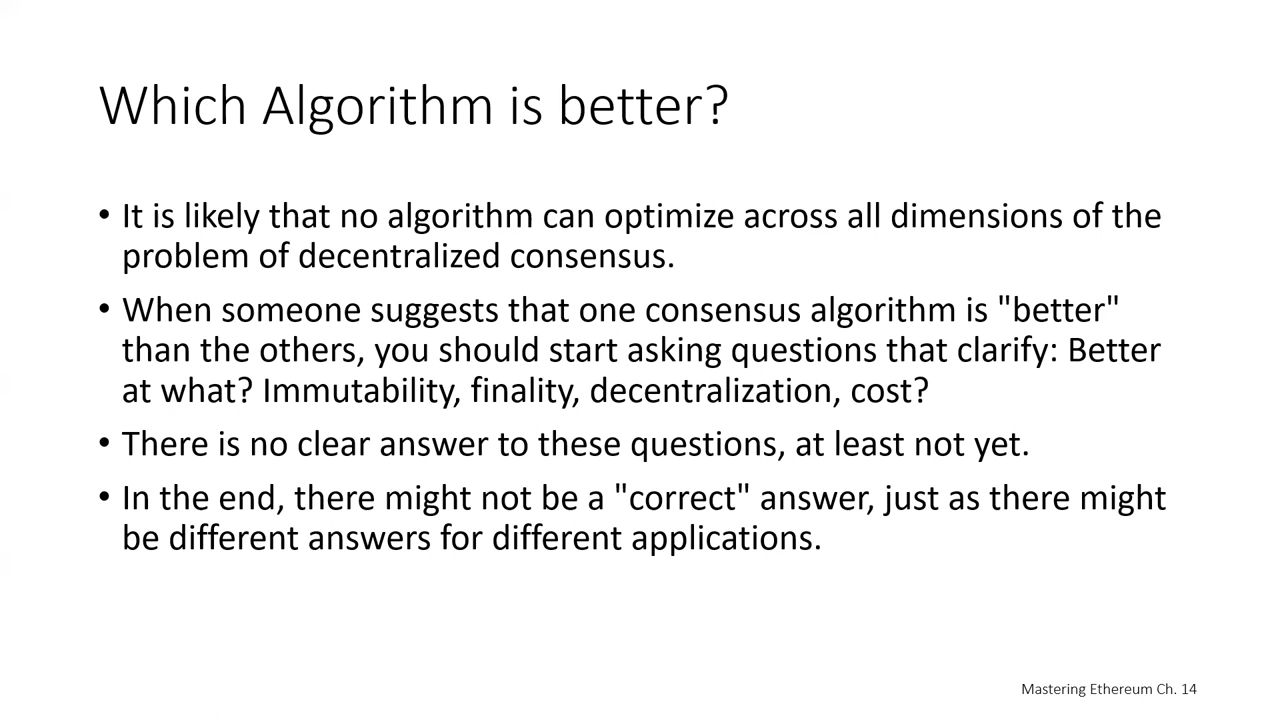 Which Algorithm is better?
• It is likely that no algorithm can optimize across all dimensions of the
problem of decentralized consensus.
• When someone suggests that one consensus algorithm is "better"
than the others, you should start asking questions that clarify: Better
at what? Immutability, finality, decentralization, cost?
• There is no clear answer to these questions, at least not yet.
• In the end, there might not be a "correct" answer, just as there might
be different answers for different applications.
Mastering Ethereum Ch. 14